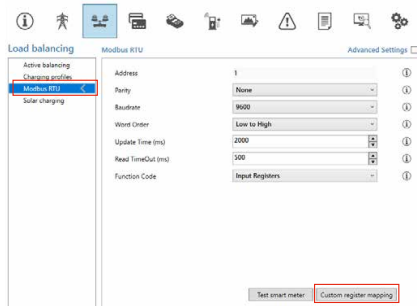 Load balancing
Modbus RTU
Advanced Settings
Active balancing
Charging profiles
Modbus RTU
Solar charging
Address 1
Parity None
Baudrate 9600
Word Order Low to High
Update Time (ms) 2000
Read TimeOut (ms) 500
Function Code Input Registers
Test smart meter Custom register mapping